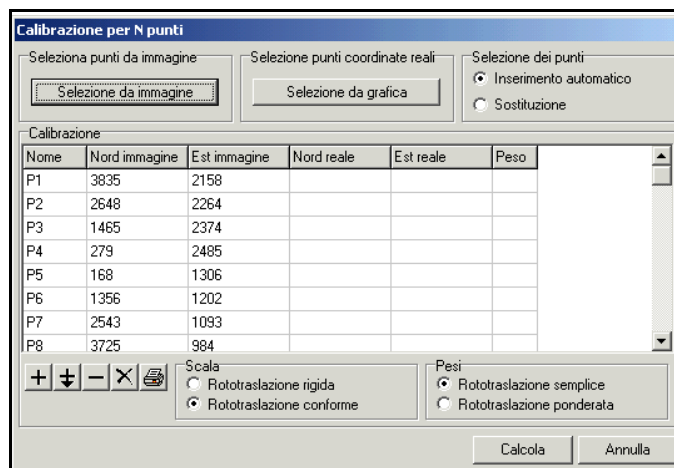 Calibrazione per N punti
Seleziona punti da immagine
Selezione punti coordinate reali
Selezione dei punti
Selezione da immagine
Selezione da grafica
Inserimento automatico
Sostituzione
Calibrazione
Nome Nord immagine Est immagine Nord reale Est reale Peso
P1 3835 2158
P2 2648 2264
P3 1465 2374
P4 279 2485
P5 168 1306
P6 1356 1202
P7 2543 1093
P8 3725 984
Scala
Rototraslazione rigida
Rototraslazione conforme
Pesi
Rototraslazione semplice
Rototraslazione ponderata
Calcola
Annulla